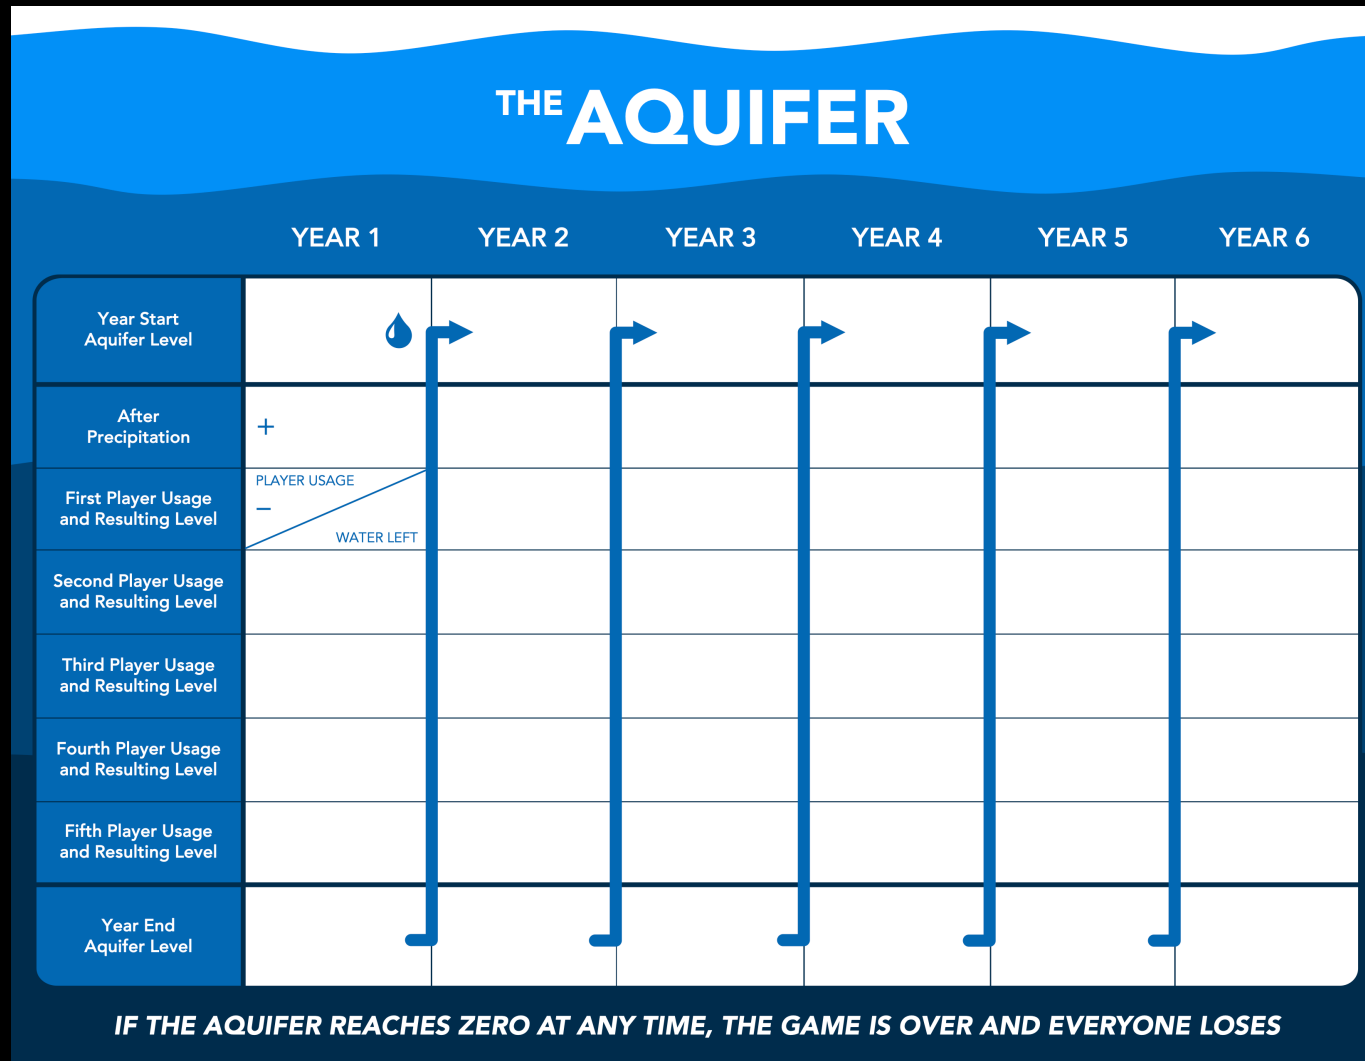 THE AQUIFER
YEAR 1 YEAR 2 YEAR 3 YEAR 4 YEAR 5 YEAR 6
Year Start
Aquifer Level
After
Precipitation
+
First Player Usage
and Resulting Level
PLAYER USAGE
–
WATER LEFT
Second Player Usage
and Resulting Level
Third Player Usage
and Resulting Level
Fourth Player Usage
and Resulting Level
Fifth Player Usage
and Resulting Level
Year End
Aquifer Level
IF THE AQUIFER REACHES ZERO AT ANY TIME, THE GAME IS OVER AND EVERYONE LOSES